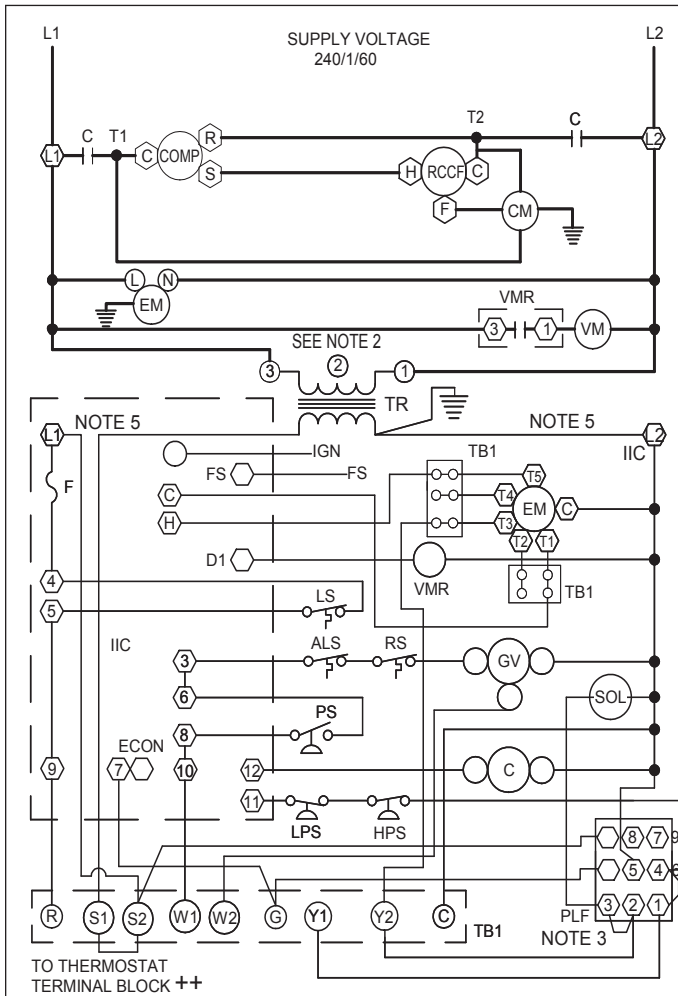 L1 SUPPLY VOLTAGE L2
240/1/60
C T1 T2 C
R
L1 C COMP H RCCF C L2
S
F CM
L N
EM
VMR
3 1 VM
SEE NOTE 2
3 2 1
TR
NOTE 5 NOTE 5
L1 IGN TB1 L2
IIC
FS FS T5
F C T4 EM C
H T3
T2 T1
D1
VMR TB1
4 LS
5
IIC
3 ALS RS GV
6 SOL
PS
8
ECON
9 7 10 12 C
11
LPS HPS
8 7 9
5 4 6
3 2 1
PLF
NOTE 3
R S1 S2 W1 W2 G Y1 Y2 C TB1
TO THERMOSTAT
TERMINAL BLOCK ++